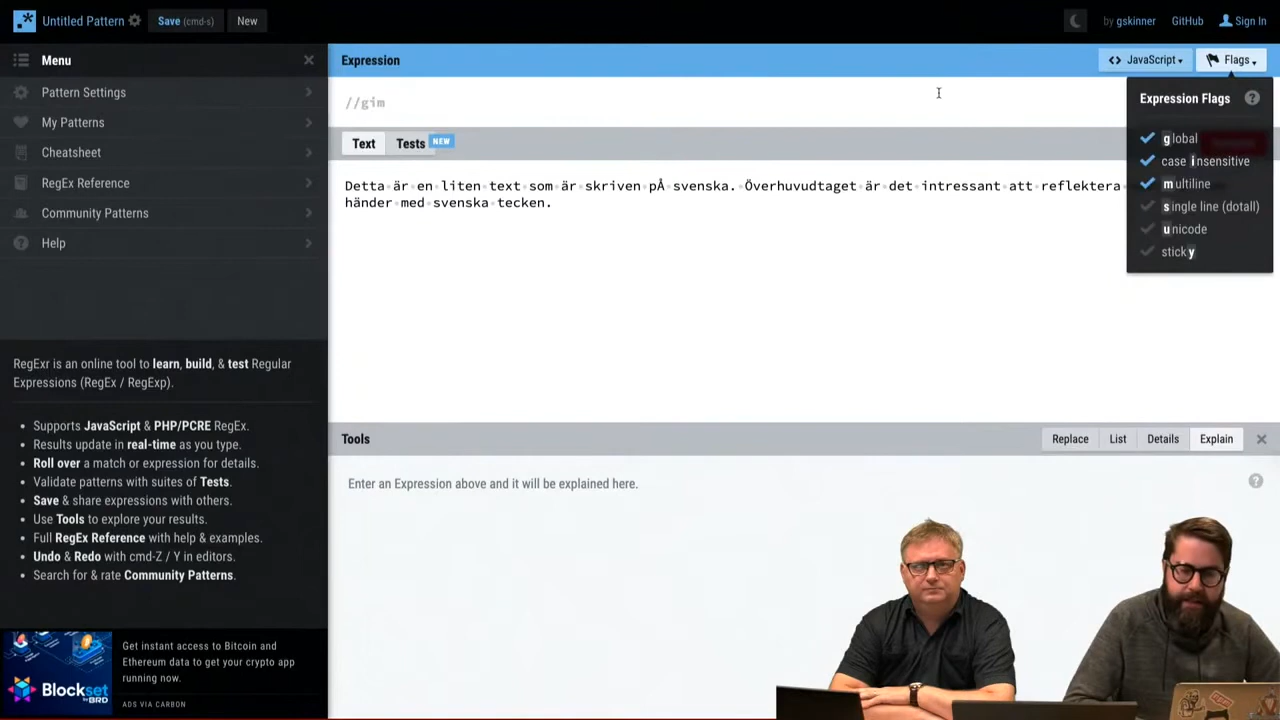 Untitled Pattern
Save (cmd-s)
New
by gskinner
GitHub
Sign In
Menu
Pattern Settings
My Patterns
Cheatsheet
RegEx Reference
Community Patterns
Help
RegExr is an online tool to learn, build, & test Regular
Expressions (RegEx / RegExp).
Supports JavaScript & PHP/PCRE RegEx.
Results update in real-time as you type.
Roll over a match or expression for details.
Validate patterns with suites of Tests.
Save & share expressions with others.
Use Tools to explore your results.
Full RegEx Reference with help & examples.
Undo & Redo with cmd-Z / Y in editors.
Search for & rate Community Patterns.
Blockset
by BRD
Get instant access to Bitcoin and
Ethereum data to get your crypto app
running now.
ADS VIA CARBON
Expression
<> JavaScript
Flags
//gim
Expression Flags
global
case insensitive
multiline
single line (dotall)
unicode
sticky
Text
Tests
NEW
Detta är en liten text som är skriven pÅ svenska. Överhuvudtaget är det intressant att reflektera
händer med svenska tecken.
Tools
Replace
List
Details
Explain
Enter an Expression above and it will be explained here.